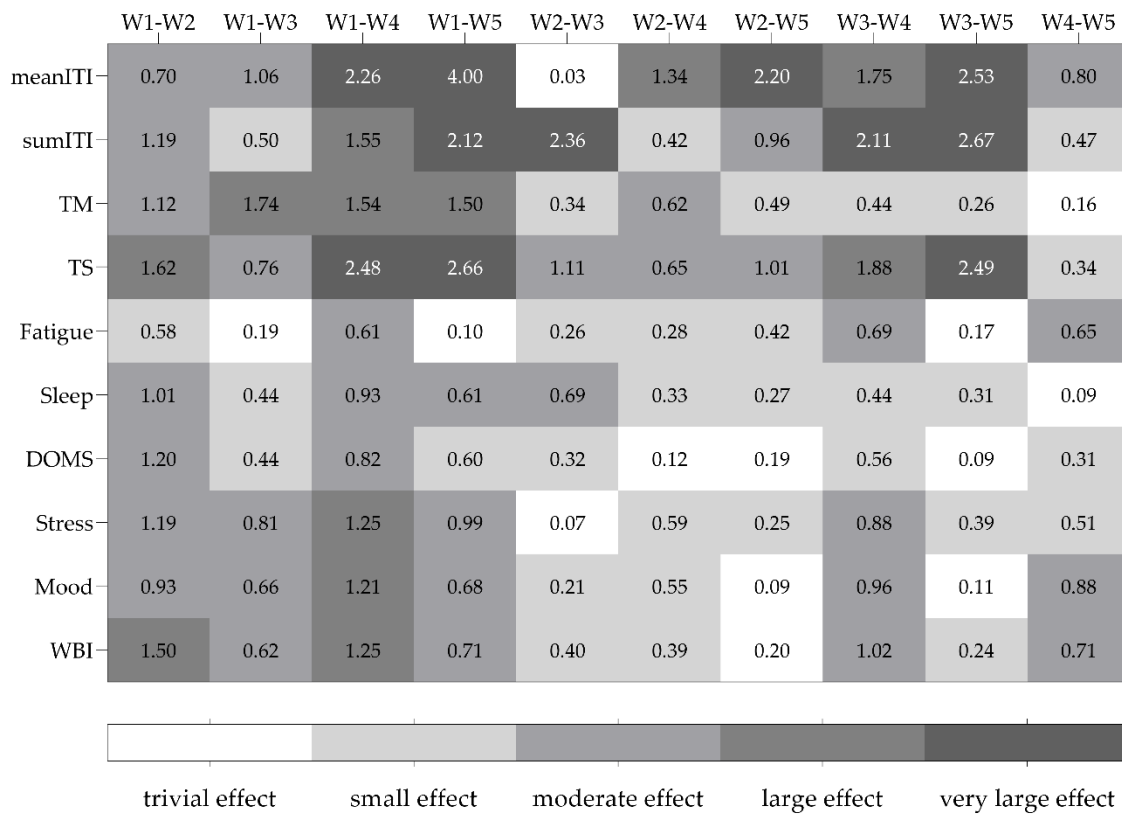 W1-W2 W1-W3 W1-W4 W1-W5 W2-W3 W2-W4 W2-W5 W3-W4 W3-W5 W4-W5
meanITI 0.70 1.06 2.26 4.00 0.03 1.34 2.20 1.75 2.53 0.80
sumITI 1.19 0.50 1.55 2.12 2.36 0.42 0.96 2.11 2.67 0.47
TM 1.12 1.74 1.54 1.50 0.34 0.62 0.49 0.44 0.26 0.16
TS 1.62 0.76 2.48 2.66 1.11 0.65 1.01 1.88 2.49 0.34
Fatigue 0.58 0.19 0.61 0.10 0.26 0.28 0.42 0.69 0.17 0.65
Sleep 1.01 0.44 0.93 0.61 0.69 0.33 0.27 0.44 0.31 0.09
DOMS 1.20 0.44 0.82 0.60 0.32 0.12 0.19 0.56 0.09 0.31
Stress 1.19 0.81 1.25 0.99 0.07 0.59 0.25 0.88 0.39 0.51
Mood 0.93 0.66 1.21 0.68 0.21 0.55 0.09 0.96 0.11 0.88
WBI 1.50 0.62 1.25 0.71 0.40 0.39 0.20 1.02 0.24 0.71
trivial effect small effect moderate effect large effect very large effect